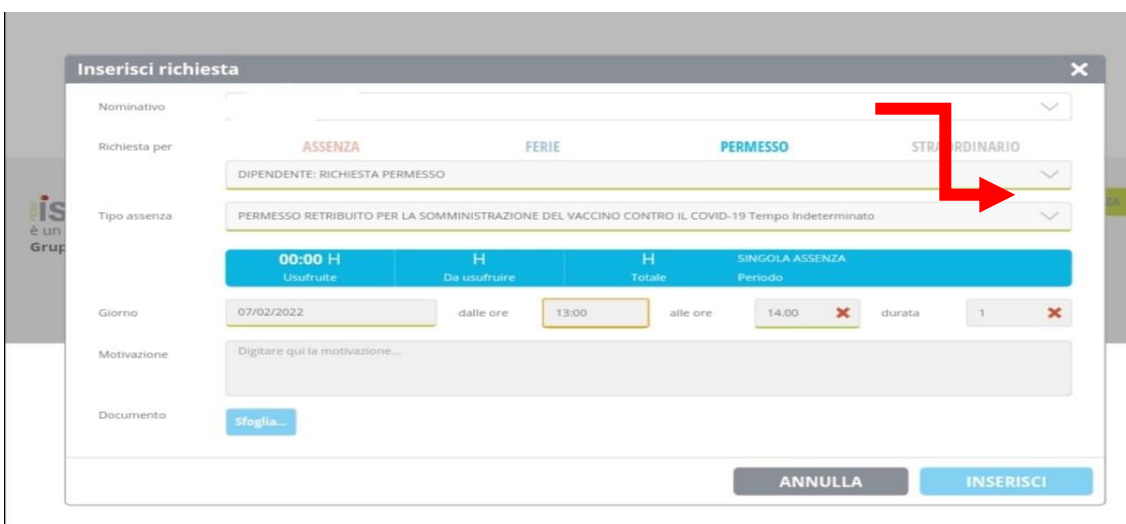 Inserisci richiesta
Nominativo
Richiesta per ASSENZA FERIE PERMESSO STRAORDINARIO
DIPENDENTE: RICHIESTA PERMESSO
Tipo assenza PERMESSO RETRIBUITO PER LA SOMMINISTRAZIONE DEL VACCINO CONTRO IL COVID-19 Tempo Indeterminato
è un
Grup
00:00 H H H SINGOLA ASSENZA
Usufruite Da usufruire Totale Periodo
Giorno 07/02/2022 dalle ore 13:00 alle ore 14.00 durata 1
Motivazione Digitare qui la motivazione...
Documento Sfoglia...
ANNULLA INSERISCI